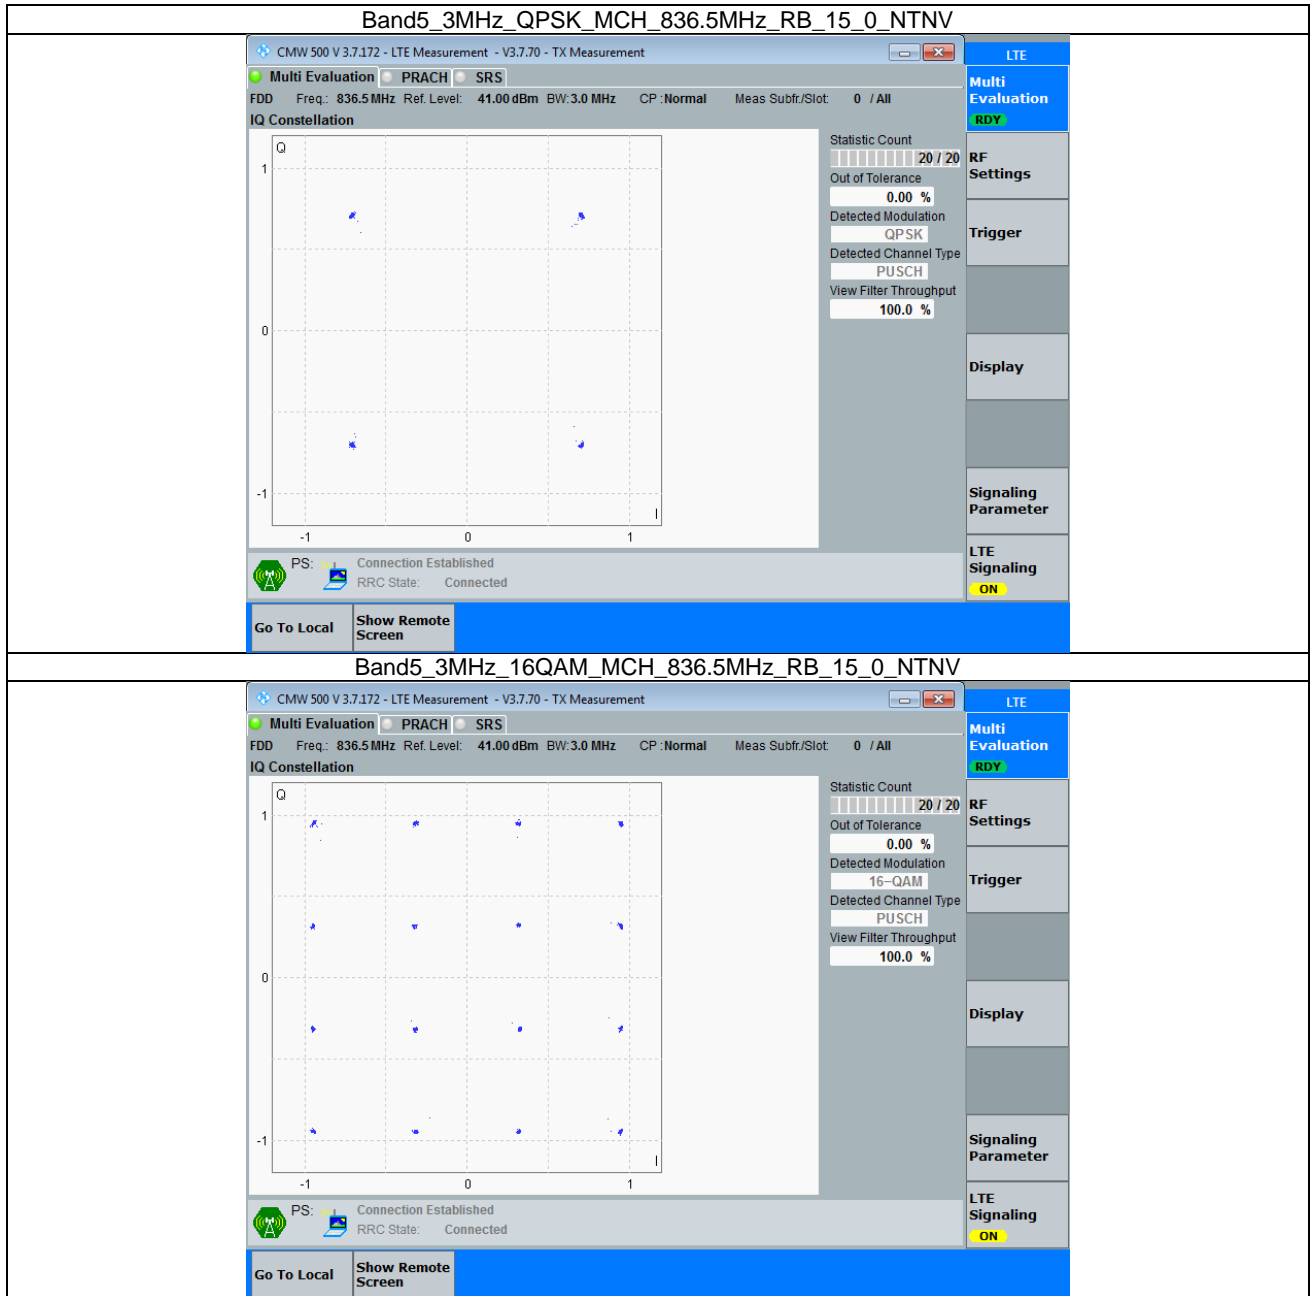 Band5_3MHz_QPSK_MCH_836.5MHz_RB_15_0_NTNV
CMW 500 V 3.7.172 - LTE Measurement - V3.7.70 - TX Measurement
LTE
Multi Evaluation PRACH SRS
Multi
Evaluation
RDY
FDD Freq.: 836.5 MHz Ref. Level: 41.00 dBm BW: 3.0 MHz CP : Normal Meas Subfr./Slot: 0 / All
IQ Constellation
Q
1
0
-1
I
-1 0 1
Statistic Count
20 / 20
Out of Tolerance
0.00 %
Detected Modulation
QPSK
Detected Channel Type
PUSCH
View Filter Throughput
100.0 %
RF
Settings
Trigger
Display
Signaling
Parameter
LTE
Signaling
ON
PS: Connection Established
RRC State: Connected
Go To Local
Show Remote
Screen
Band5_3MHz_16QAM_MCH_836.5MHz_RB_15_0_NTNV
CMW 500 V 3.7.172 - LTE Measurement - V3.7.70 - TX Measurement
LTE
Multi Evaluation PRACH SRS
Multi
Evaluation
RDY
FDD Freq.: 836.5 MHz Ref. Level: 41.00 dBm BW: 3.0 MHz CP : Normal Meas Subfr./Slot: 0 / All
IQ Constellation
Q
1
0
-1
I
-1 0 1
Statistic Count
20 / 20
Out of Tolerance
0.00 %
Detected Modulation
16-QAM
Detected Channel Type
PUSCH
View Filter Throughput
100.0 %
RF
Settings
Trigger
Display
Signaling
Parameter
LTE
Signaling
ON
PS: Connection Established
RRC State: Connected
Go To Local
Show Remote
Screen